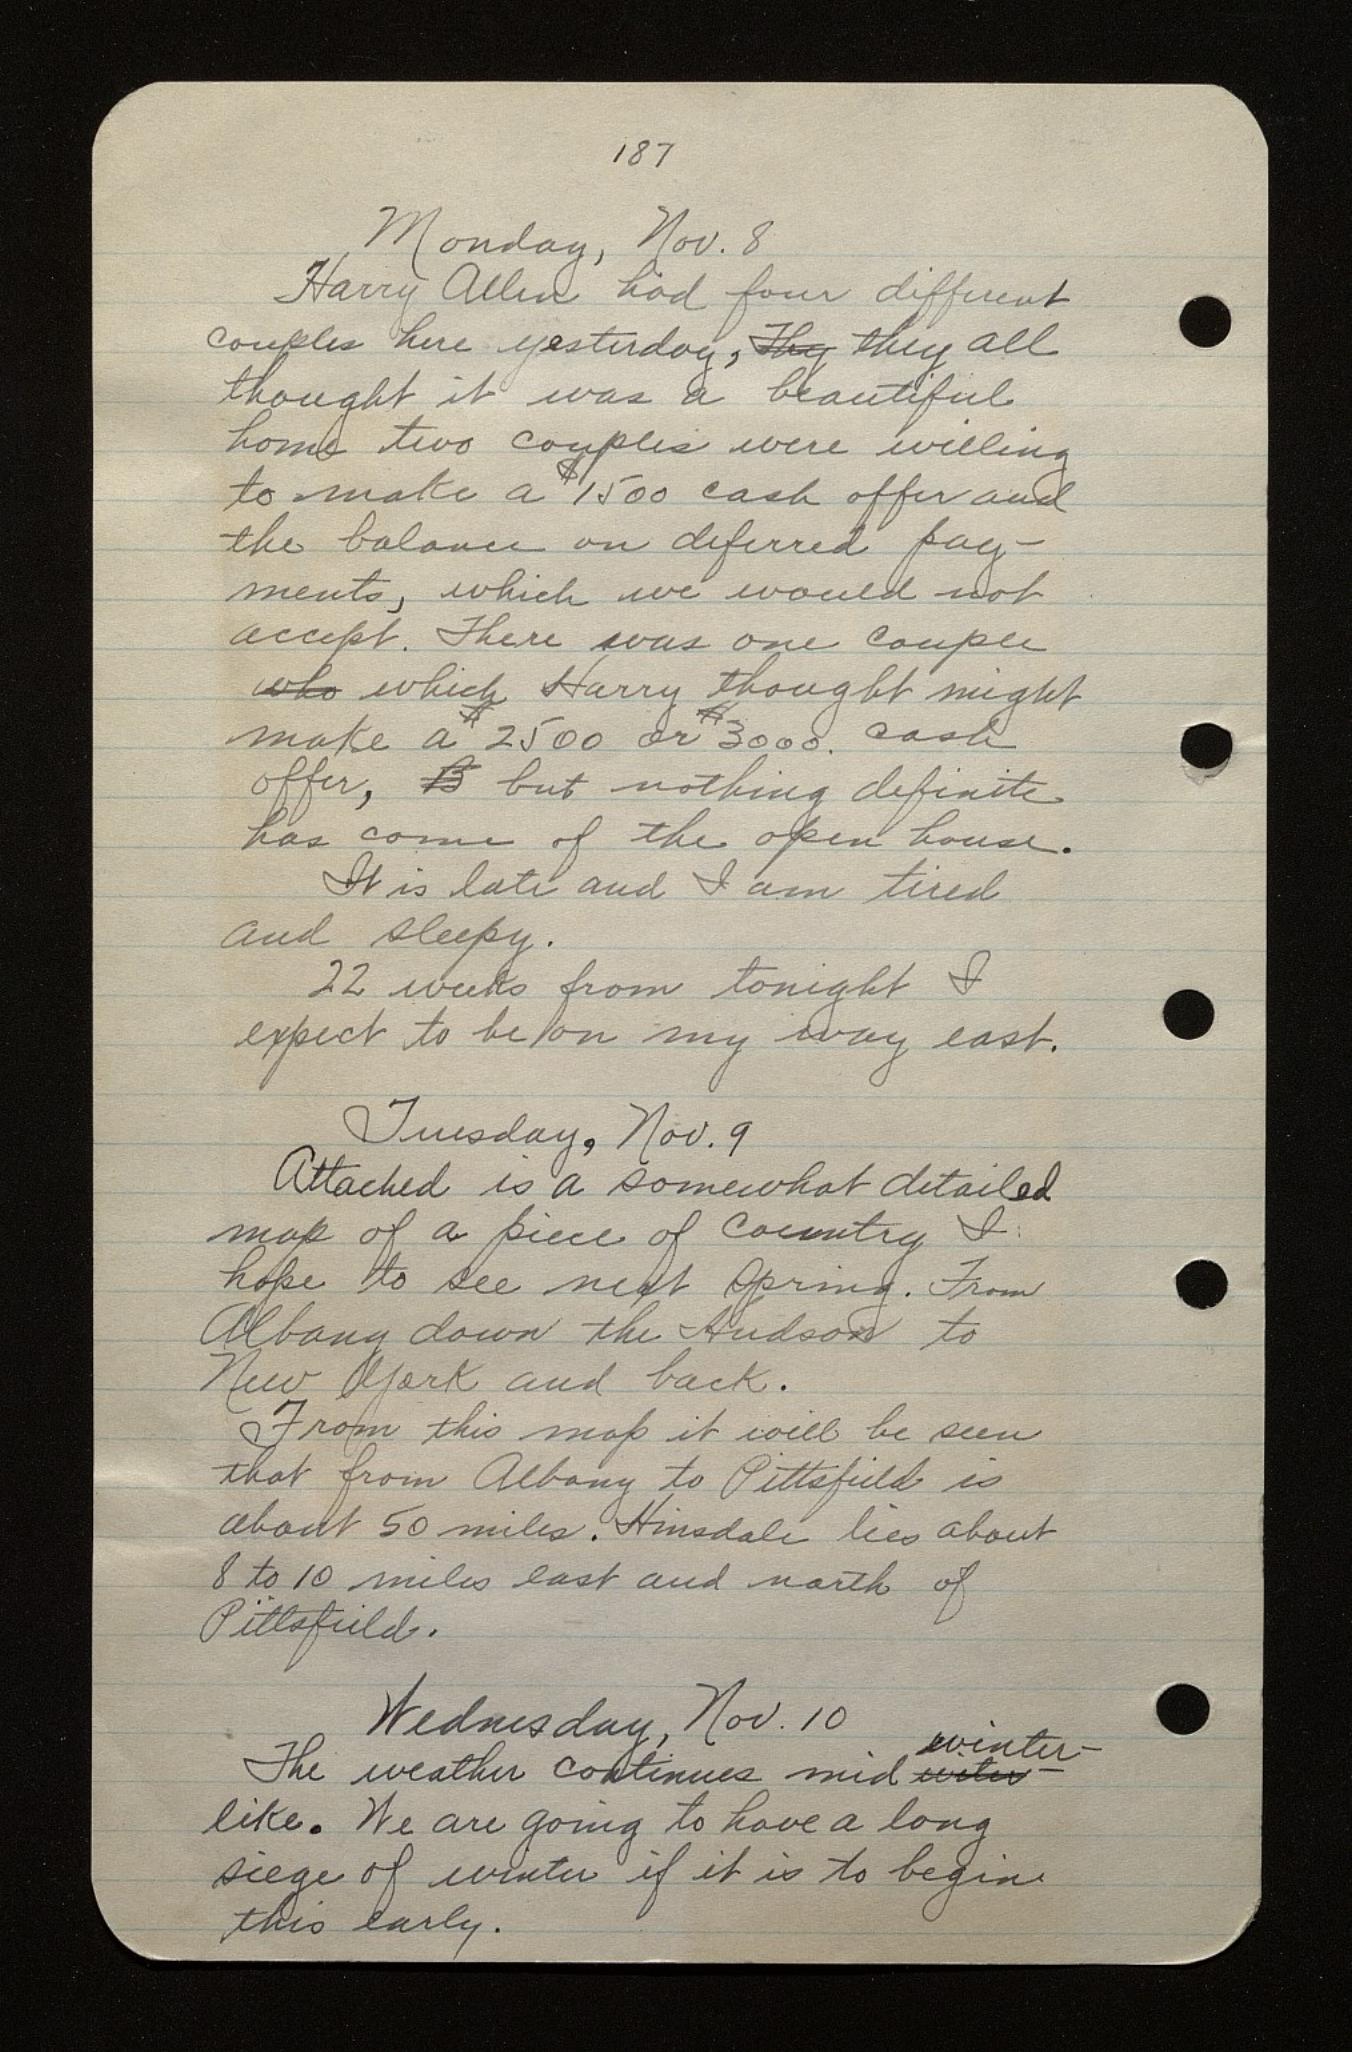 187
Monday, Nov. 8
Harry Allen had four different
couples here yesterday, They they all
thought it was a beautiful
home two couples were willing
to make a $1500 cash offer and
the balance on deferred pay-
ments, which we would not
accept. There was one couple
who which Harry thought might
make a $2500 or $3000. cash
offer, B but nothing definite
has come of the open house.
It is late and I am tired
and sleepy.
22 weeks from tonight I
expect to be on my way east.
Tuesday, Nov. 9
Attached is a somewhat detailed
map of a piece of country I
hope to see next Spring. From
Albany down the Hudson to
New York and back.
From this map it will be seen
that from Albany to Pittsfield is
about 50 miles. Hinsdale lies about
8 to 10 miles east and north of
Pittsfield.
Wednesday, Nov. 10
winter-
The weather continues mid witer-
like. We are going to have a long
siege of winter if it is to begin
this early.